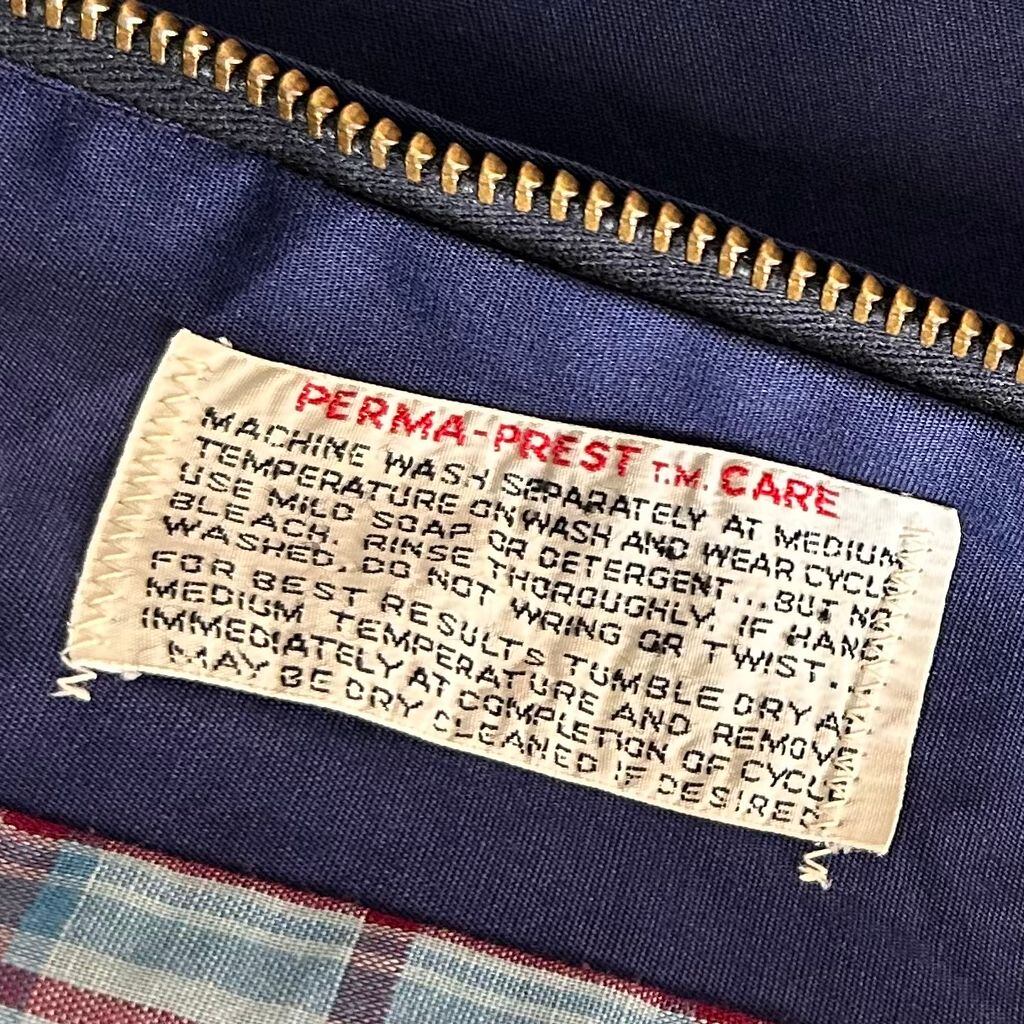 PERMA-PREST T.M. CARE
MACHINE WASH SEPARATELY AT MEDIUM
TEMPERATURE ON WASH AND WEAR CYCLE
USE MILD SOAP OR DETERGENT...BUT NO
BLEACH. RINSE THOROUGHLY. IF HAND
WASHED, DO NOT WRING OR TWIST...
FOR BEST RESULTS TUMBLE DRY AT
MEDIUM TEMPERATURE AND REMOVE
IMMEDIATELY AT COMPLETION OF CYCLE
MAY BE DRY CLEANED IF DESIRED